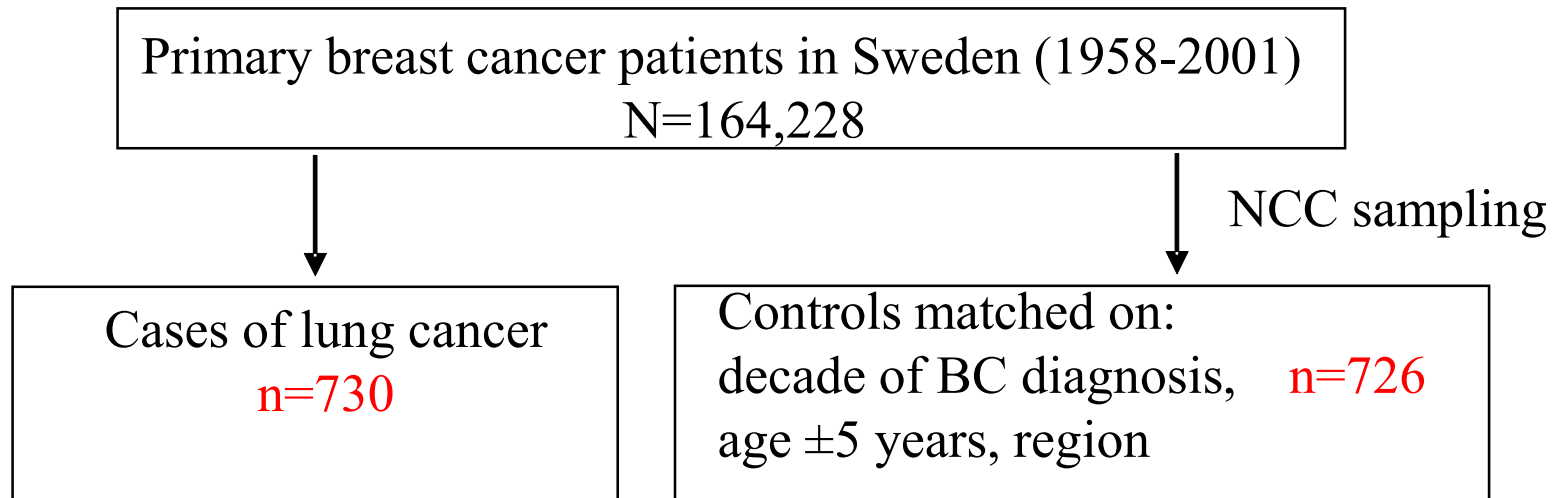 Primary breast cancer patients in Sweden (1958-2001)
N=164,228
NCC sampling
Cases of lung cancer
n=730
Controls matched on:
decade of BC diagnosis, n=726
age ±5 years, region